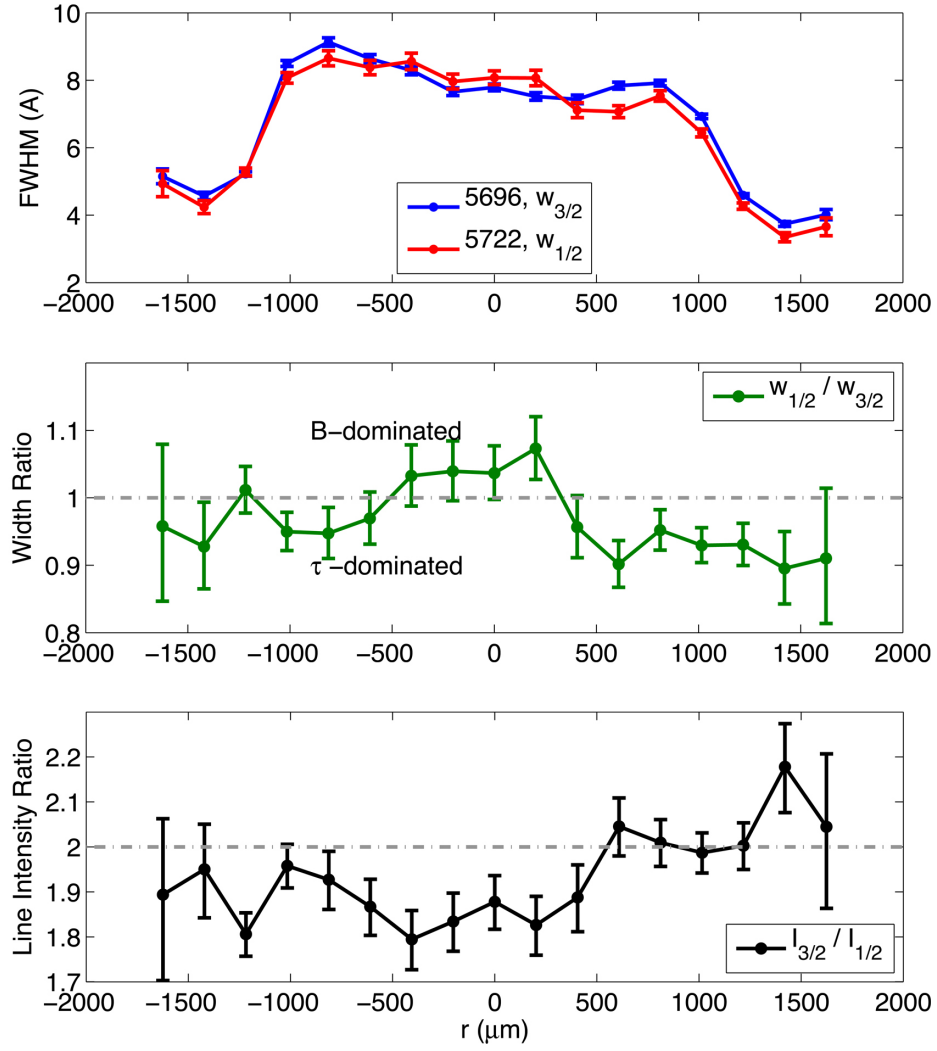 10
8
6
4
2
FWHM (A)
5696, w3/2
5722, w1/2
−2000 −1500 −1000 −500 0 500 1000 1500 2000
w1/2 / w3/2
1.1
1
0.9
0.8
Width Ratio
B−dominated
τ −dominated
−2000 −1500 −1000 −500 0 500 1000 1500 2000
2.2
2.1
2
1.9
1.8
1.7
Line Intensity Ratio
I3/2 / I1/2
−2000 −1500 −1000 −500 0 500 1000 1500 2000
r (μm)